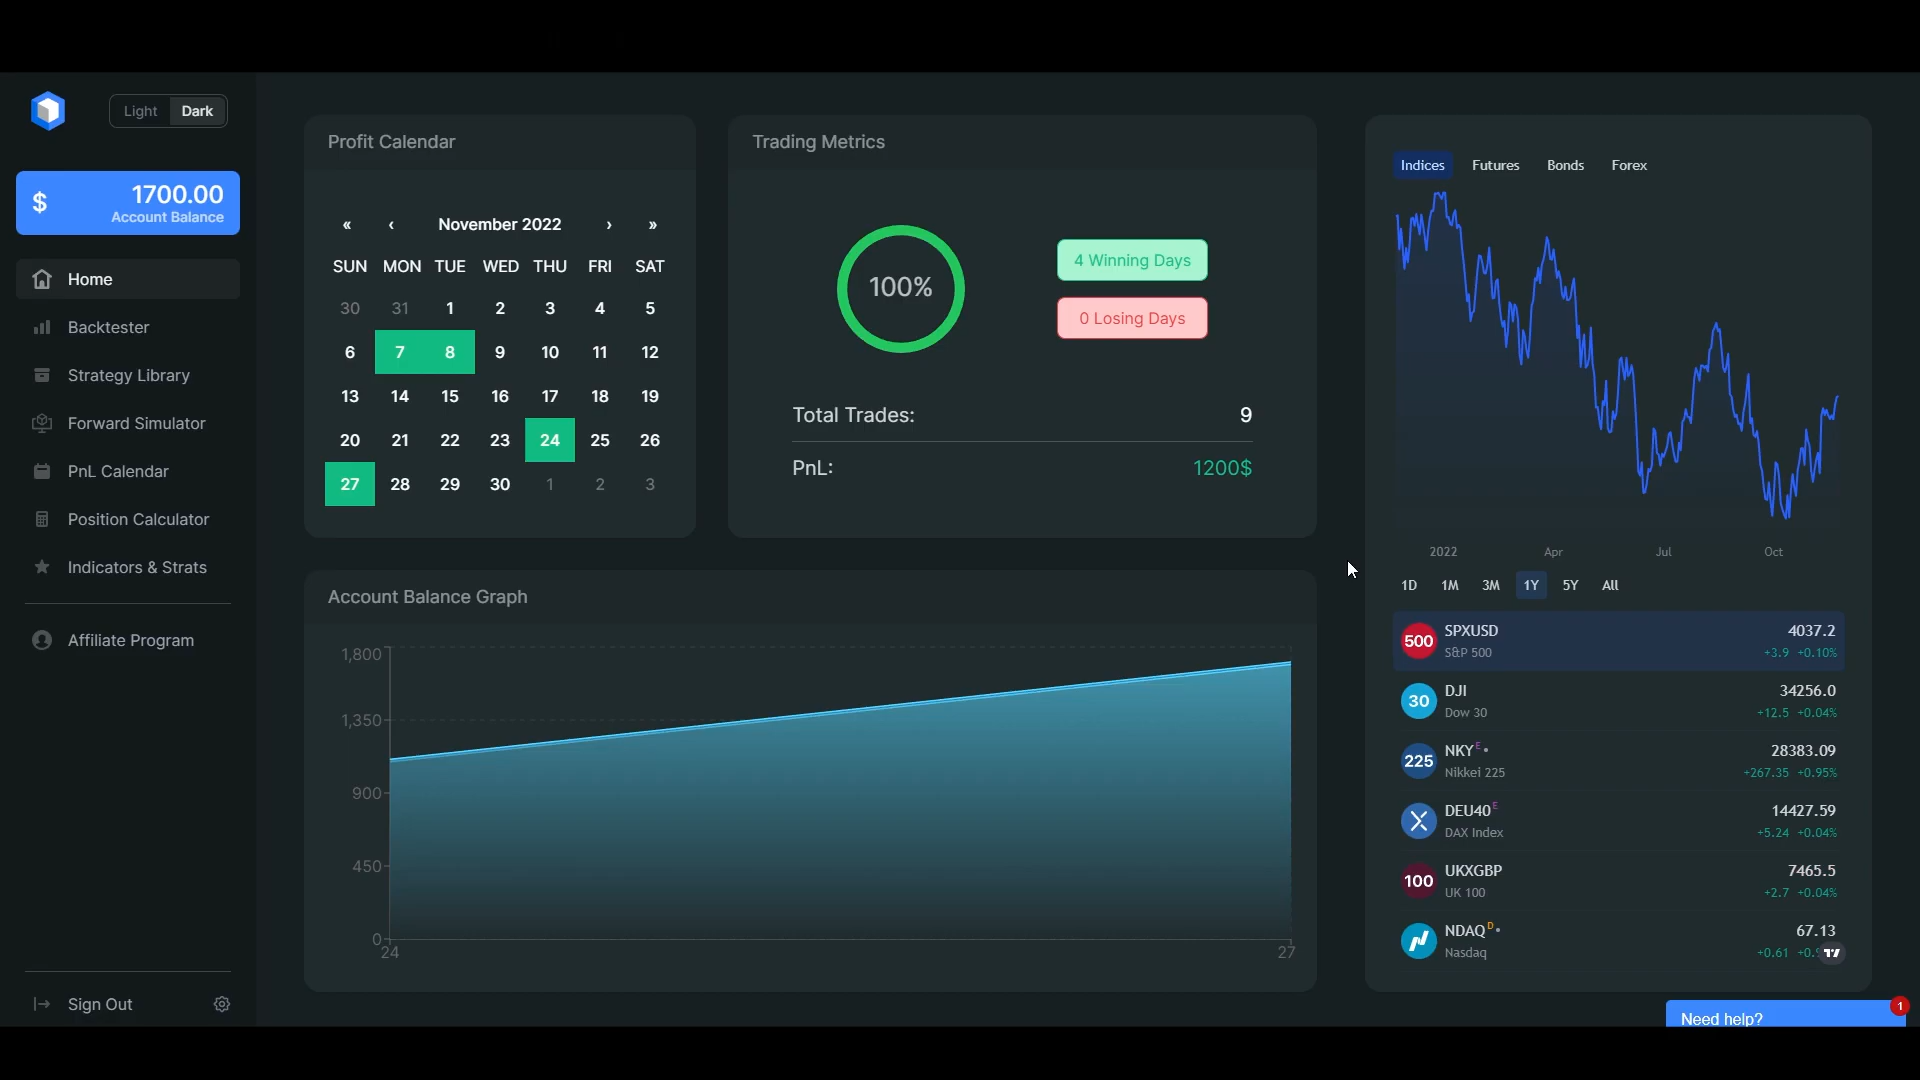 Light Dark
$ 1700.00
Account Balance
Home
Backtester
Strategy Library
Forward Simulator
PnL Calendar
Position Calculator
Indicators & Strats
Affiliate Program
Sign Out
Profit Calendar
« ‹ November 2022 › »
SUN MON TUE WED THU FRI SAT
30 31 1 2 3 4 5
6 7 8 9 10 11 12
13 14 15 16 17 18 19
20 21 22 23 24 25 26
27 28 29 30 1 2 3
Trading Metrics
100%
4 Winning Days
0 Losing Days
Total Trades: 9
PnL: 1200$
Account Balance Graph
1,800
1,350
900
450
0
24 27
Indices Futures Bonds Forex
2022 Apr Jul Oct
1D 1M 3M 1Y 5Y All
500 SPXUSD 4037.2
S&P 500 +3.9 +0.10%
30 DJI 34256.0
Dow 30 +12.5 +0.04%
225 NKY E 28383.09
Nikkei 225 +267.35 +0.95%
DEU40 E 14427.59
DAX Index +5.24 +0.04%
100 UKXGBP 7465.5
UK 100 +2.7 +0.04%
NDAQ D 67.13
Nasdaq +0.61
Need help?
1